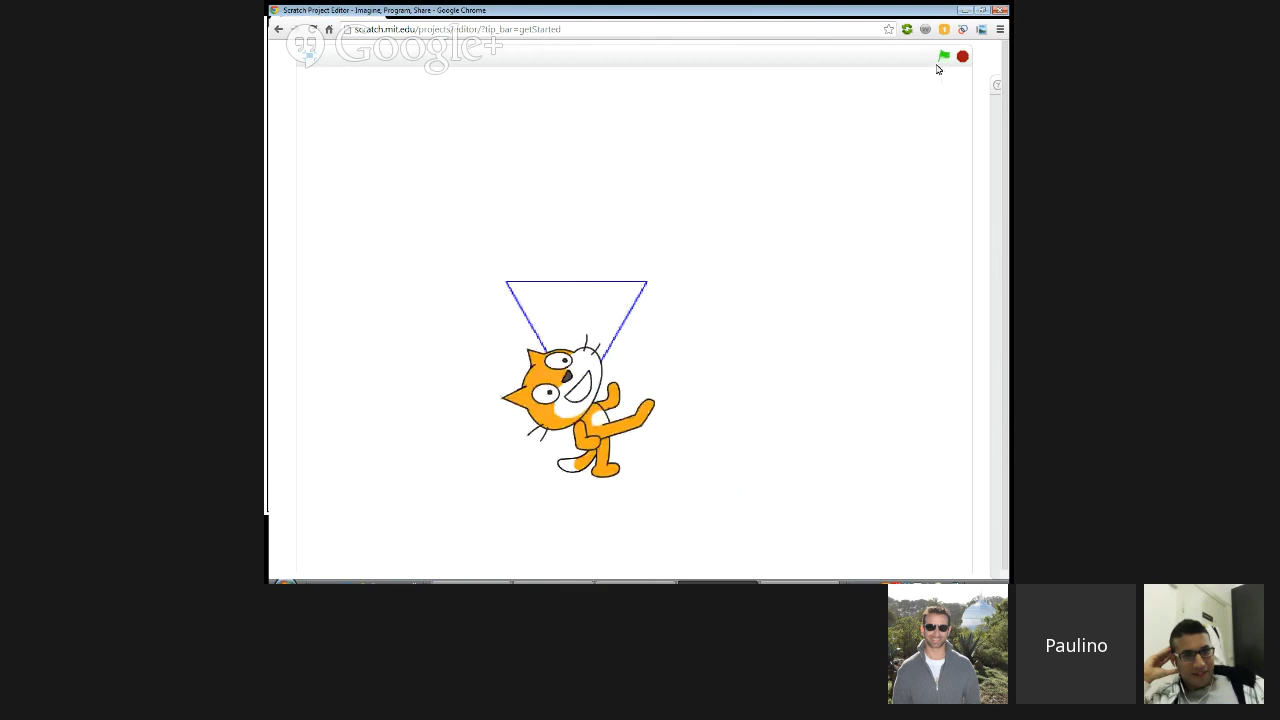 Scratch Project Editor - Imagine, Program, Share - Google Chrome
scratch.mit.edu/projects/editor/?tip_bar=getStarted
Google+
Paulino